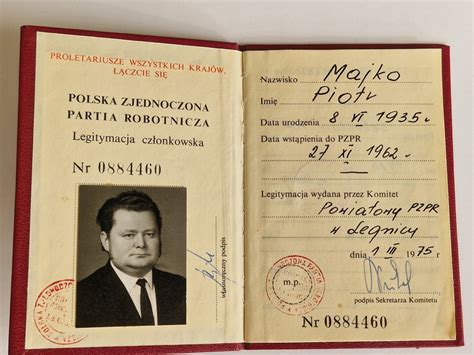 PROLETARIUSZE WSZYSTKICH KRAJÓW,
ŁĄCZCIE SIĘ
POLSKA ZJEDNOCZONA
PARTIA ROBOTNICZA
Legitymacja członkowska
Nr 0884460
podpis
Nazwisko Majko
Imię Piotr
Data urodzenia 8 VI 1935 r
Data wstąpienia do PZPR
27 XI 1962
Legitymacja wydana przez Komitet
Powiatowy PZPR
w Legnicy
dnia, 1 III 1975
m.p.
podpis Sekretarza Komitetu
Nr 0884460